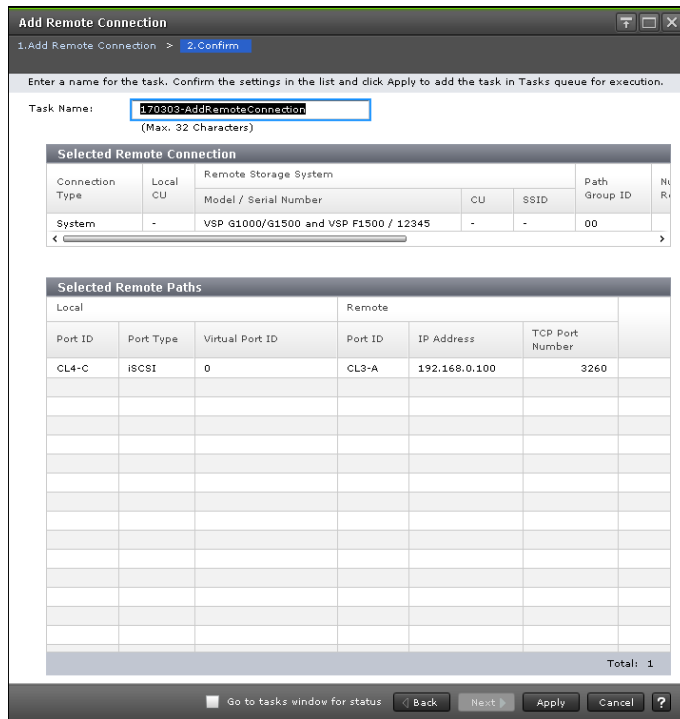 Add Remote Connection
1.Add Remote Connection > 2.Confirm
Enter a name for the task. Confirm the settings in the list and click Apply to add the task in Tasks queue for execution.
Task Name: 170303-AddRemoteConnection
(Max. 32 Characters)
Selected Remote Connection
Connection Type Local CU Remote Storage System Path Group ID
Model / Serial Number CU SSID
System - VSP G1000/G1500 and VSP F1500 / 12345 - - 00
Selected Remote Paths
Local Remote
Port ID Port Type Virtual Port ID Port ID IP Address TCP Port Number
CL4-C iSCSI 0 CL3-A 192.168.0.100 3260
Total: 1
Go to tasks window for status Back Next Apply Cancel ?